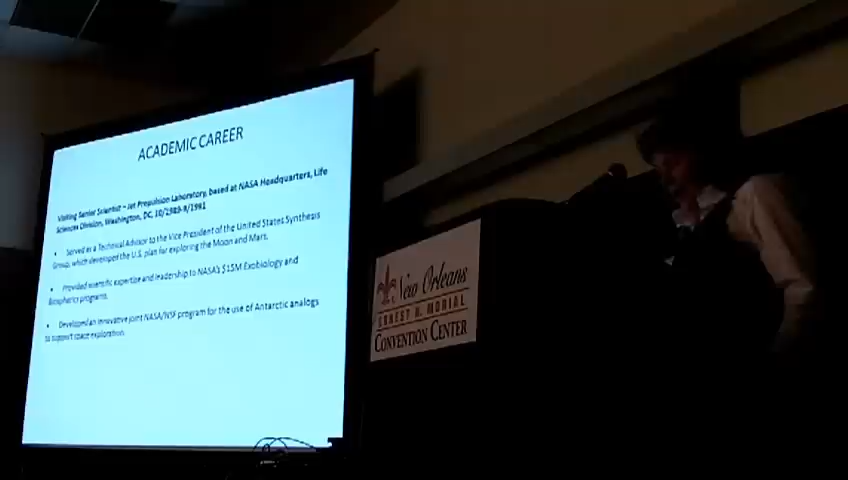 ACADEMIC CAREER
Visiting Senior Scientist – Jet Propulsion Laboratory, based at NASA Headquarters, Life
Sciences Division, Washington, DC, 10/1989-9/1991
• Served as a Technical Advisor to the Vice President of the United States Synthesis
Group, which developed the U.S. plan for exploring the Moon and Mars.
• Provided scientific expertise and leadership to NASA's $15M Exobiology and
Biospherics programs.
• Developed an innovative joint NASA/NSF program for the use of Antarctic analogs
to support space exploration.
New Orleans
ERNEST N. MORIAL
CONVENTION CENTER